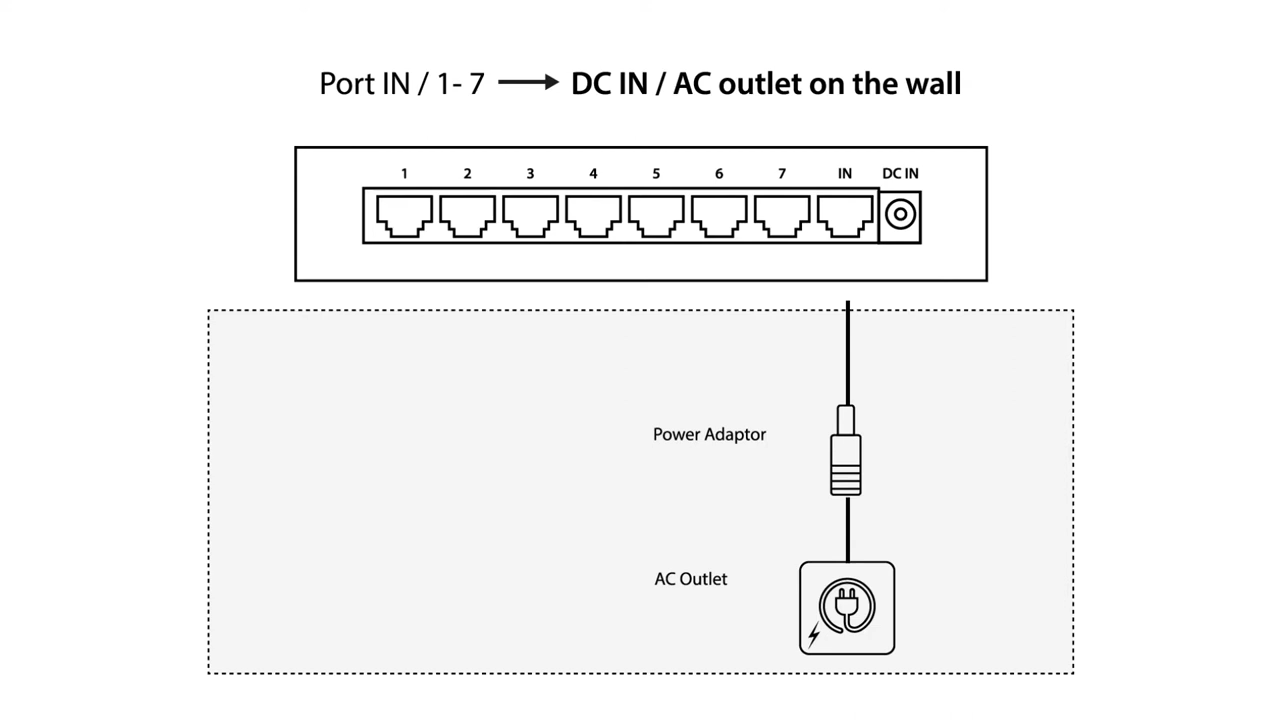 Port IN / 1- 7 → DC IN / AC outlet on the wall
1 2 3 4 5 6 7 IN DC IN
Power Adaptor
AC Outlet